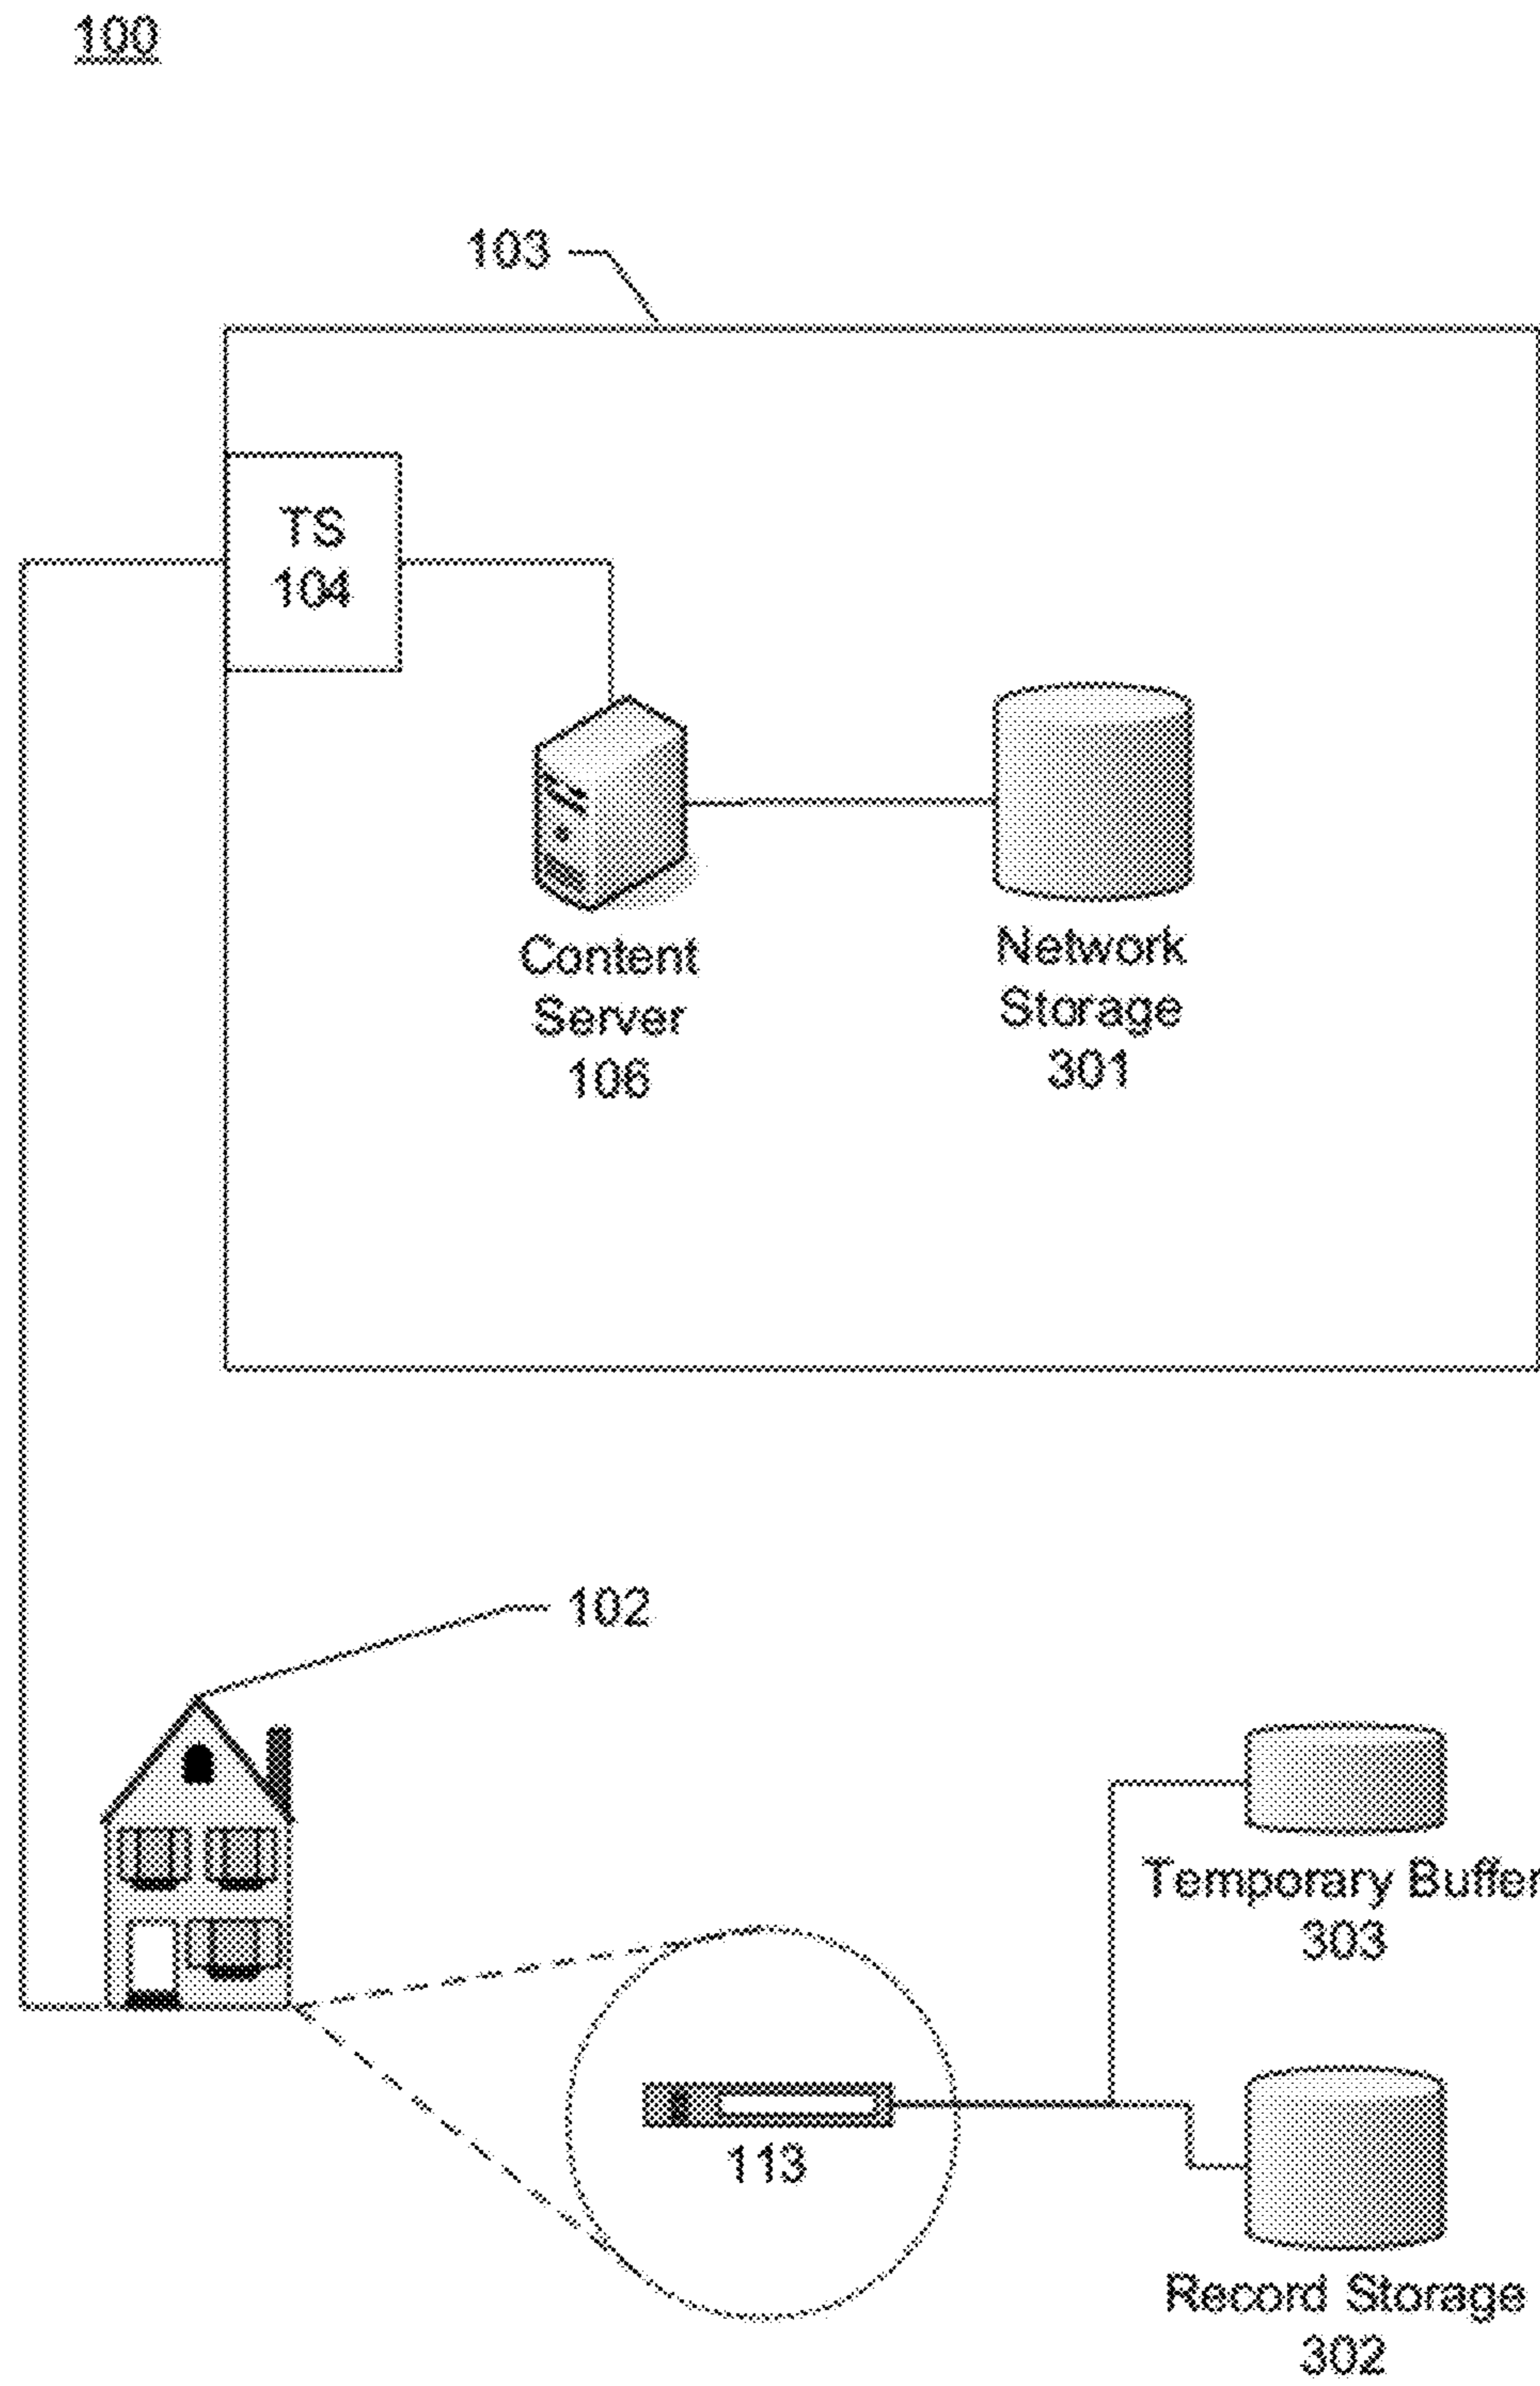 100
103
TS
104
Content
Server
106
Network
Storage
301
102
Temporary Buffer
303
113
Record Storage
302